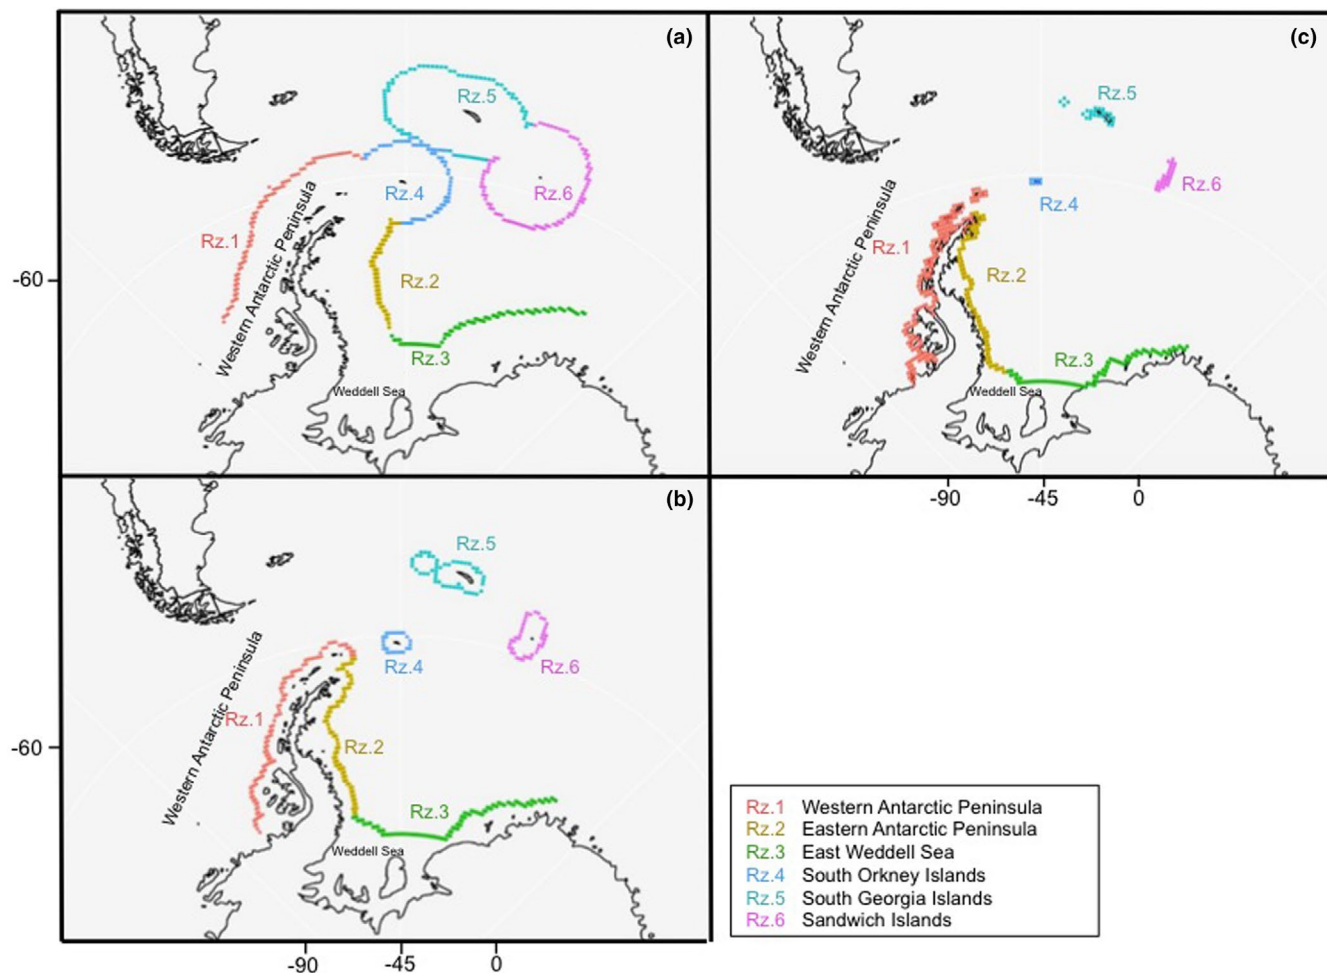 (a)
Rz.5
Rz.4
Rz.6
Rz.1
Western Antarctic Peninsula
Rz.2
-60
Rz.3
Weddell Sea
(c)
Rz.5
Rz.6
Rz.4
Western Antarctic Peninsula
Rz.1
Rz.2
Rz.3
Weddell Sea
-90 -45 0
(b)
Rz.5
Rz.4
Rz.6
Western Antarctic Peninsula
Rz.1
Rz.2
-60
Rz.3
Weddell Sea
-90 -45 0
Rz.1 Western Antarctic Peninsula
Rz.2 Eastern Antarctic Peninsula
Rz.3 East Weddell Sea
Rz.4 South Orkney Islands
Rz.5 South Georgia Islands
Rz.6 Sandwich Islands